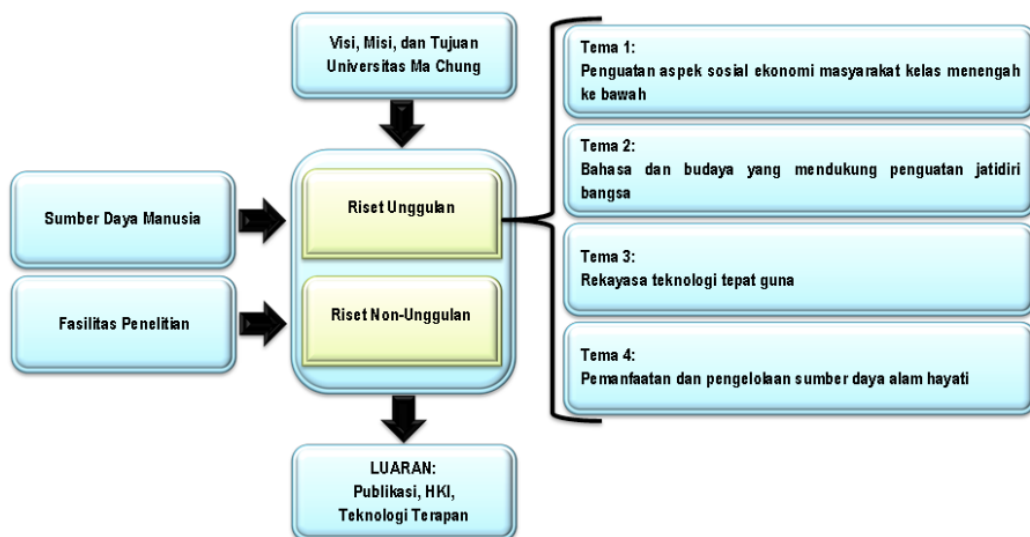 Visi, Misi, dan Tujuan
Universitas Ma Chung
Sumber Daya Manusia
Fasilitas Penelitian
Riset Unggulan
Riset Non-Unggulan
LUARAN:
Publikasi, HKI,
Teknologi Terapan
Tema 1:
Penguatan aspek sosial ekonomi masyarakat kelas menengah
ke bawah
Tema 2:
Bahasa dan budaya yang mendukung penguatan jatidiri
bangsa
Tema 3:
Rekayasa teknologi tepat guna
Tema 4:
Pemanfaatan dan pengelolaan sumber daya alam hayati